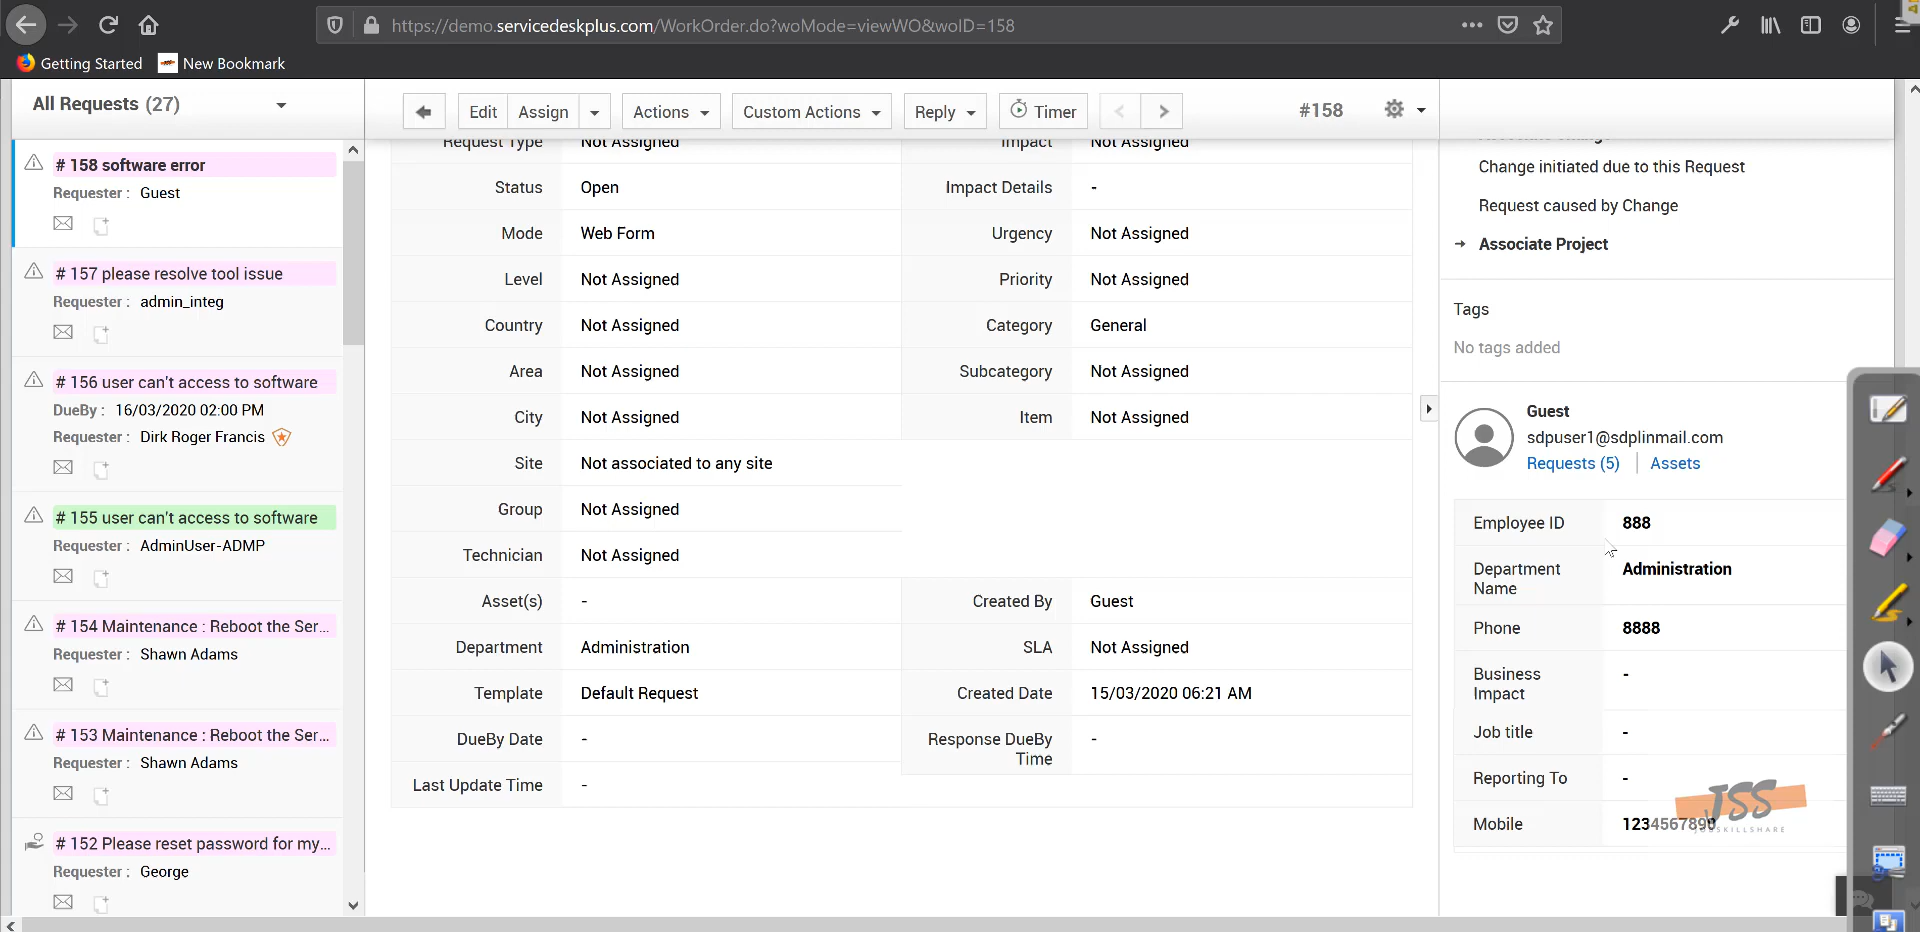 https://demo.servicedeskplus.com/WorkOrder.do?woMode=viewWO&woID=158
Getting Started
New Bookmark
All Requests (27)
Edit
Assign
Actions
Custom Actions
Reply
Timer
#158
# 158 software error
Requester : Guest
# 157 please resolve tool issue
Requester : admin_integ
# 156 user can't access to software
DueBy : 16/03/2020 02:00 PM
Requester : Dirk Roger Francis
# 155 user can't access to software
Requester : AdminUser-ADMP
# 154 Maintenance : Reboot the Ser...
Requester : Shawn Adams
# 153 Maintenance : Reboot the Ser...
Requester : Shawn Adams
# 152 Please reset password for my...
Requester : George
Request Type Not Assigned
Impact Not Assigned
Status Open
Impact Details -
Mode Web Form
Urgency Not Assigned
Level Not Assigned
Priority Not Assigned
Country Not Assigned
Category General
Area Not Assigned
Subcategory Not Assigned
City Not Assigned
Item Not Assigned
Site Not associated to any site
Group Not Assigned
Technician Not Assigned
Asset(s) -
Created By Guest
Department Administration
SLA Not Assigned
Template Default Request
Created Date 15/03/2020 06:21 AM
DueBy Date -
Response DueBy
Time
-
Last Update Time -
Change initiated due to this Request
Request caused by Change
Associate Project
Tags
No tags added
Guest
sdpuser1@sdplinmail.com
Requests (5) | Assets
Employee ID 888
Department
Name
Administration
Phone 8888
Business
Impact
-
Job title -
Reporting To -
Mobile 1234567890
JSS